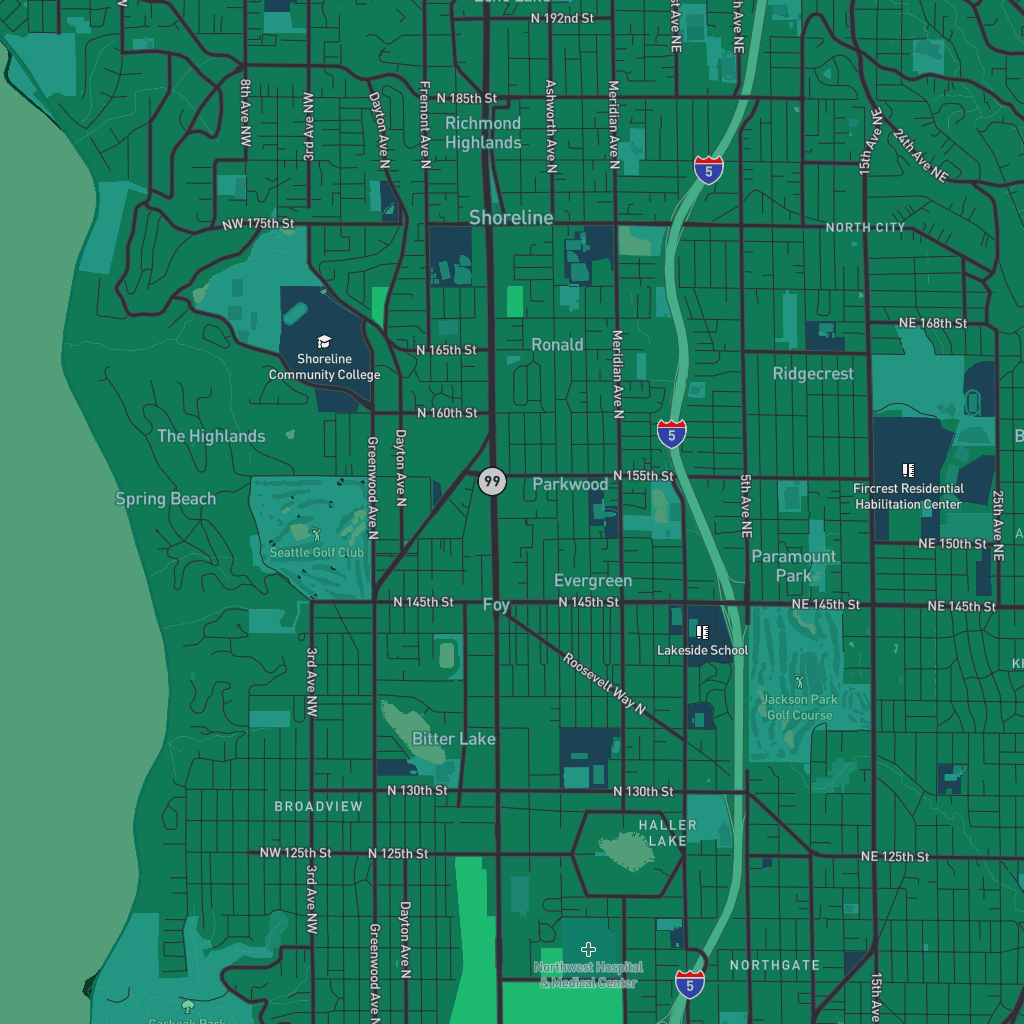 N 192nd St
N 185th St
8th Ave NW
3rd Ave NW
Dayton Ave N
Fremont Ave N
Ashworth Ave N
Meridian Ave N
15th Ave NE
24th Ave NE
Richmond
Highlands
5
Shoreline
NW 175th St
NORTH CITY
NE 168th St
Shoreline
Community College
N 165th St
Ronald
Meridian Ave N
Ridgecrest
N 160th St
The Highlands
Greenwood Ave N
Dayton Ave N
5
99
N 155th St
Parkwood
Spring Beach
5th Ave NE
Fircrest Residential
Habilitation Center
25th Ave NE
Seattle Golf Club
NE 150th St
Paramount
Park
Evergreen
N 145th St
Foy
N 145th St
NE 145th St
NE 145th St
3rd Ave NW
Roosevelt Way N
Lakeside School
Jackson Park
Golf Course
Bitter Lake
N 130th St
N 130th St
BROADVIEW
HALLER
LAKE
NW 125th St
N 125th St
NE 125th St
3rd Ave NW
Greenwood Ave N
Dayton Ave N
Northwest Hospital
& Medical Center
NORTHGATE
5
15th Ave